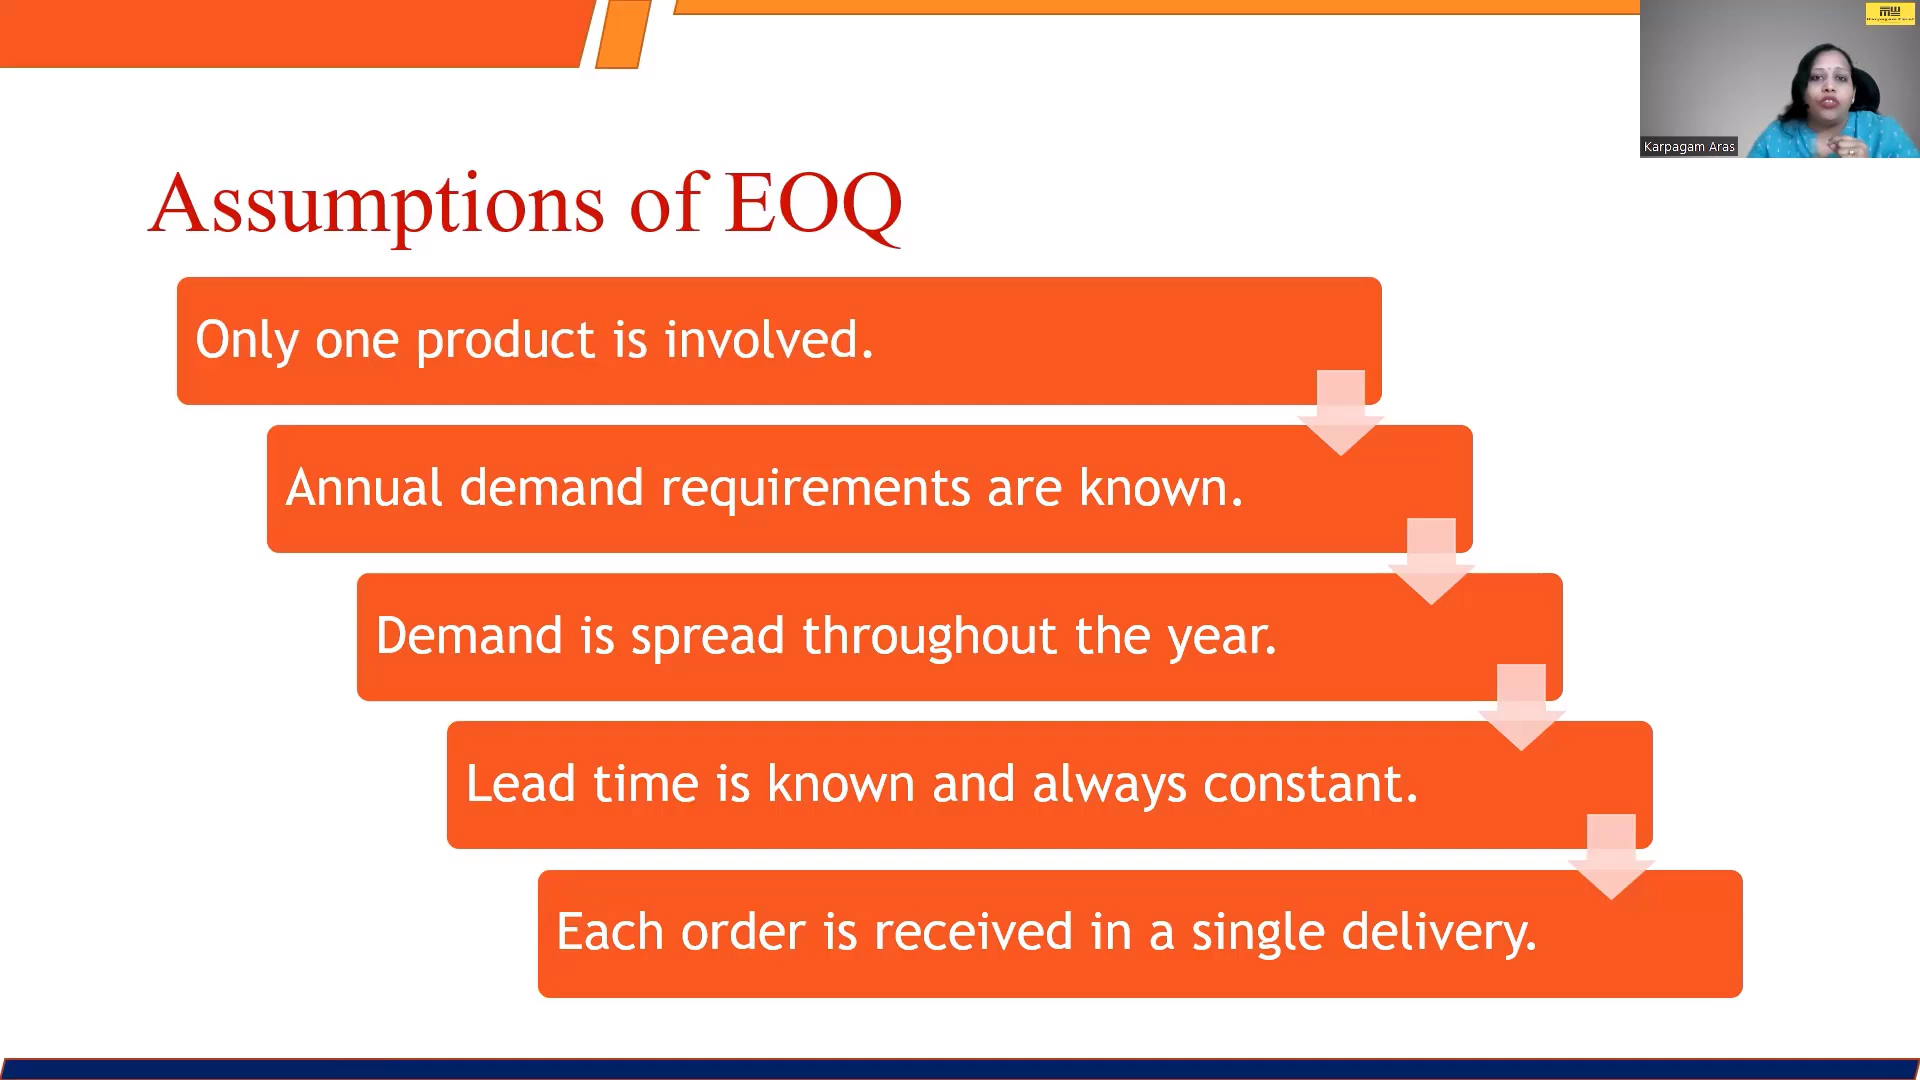 Karpagam Aras
Assumptions of EOQ
Only one product is involved.
Annual demand requirements are known.
Demand is spread throughout the year.
Lead time is known and always constant.
Each order is received in a single delivery.